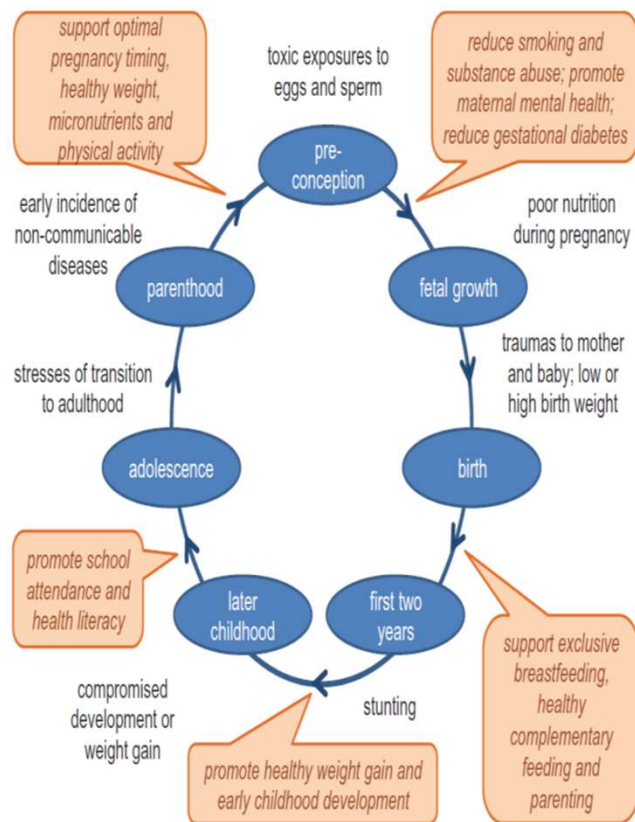 support optimal
pregnancy timing,
healthy weight,
micronutrients and
physical activity
toxic exposures to
eggs and sperm
reduce smoking and
substance abuse; promote
maternal mental health;
reduce gestational diabetes
pre-
conception
early incidence of
non-communicable
diseases
poor nutrition
during pregnancy
parenthood
fetal growth
stresses of transition
to adulthood
traumas to mother
and baby; low or
high birth weight
adolescence
birth
promote school
attendance and
health literacy
later
childhood
first two
years
support exclusive
breastfeeding,
healthy
complementary
feeding and
parenting
compromised
development or
weight gain
stunting
promote healthy weight gain and
early childhood development